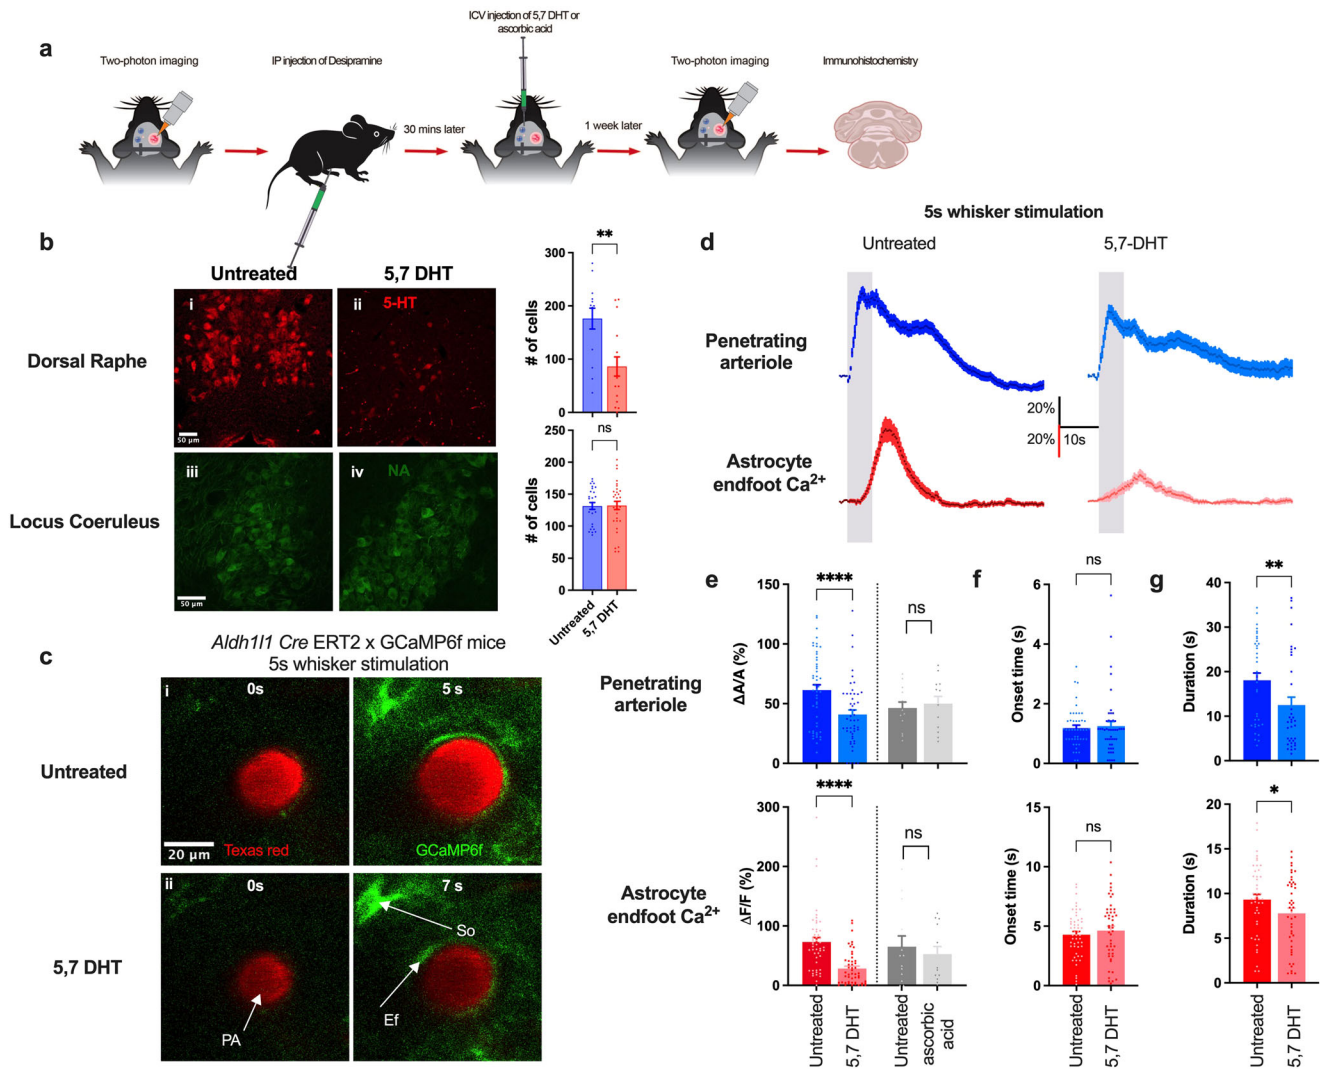 a
Two-photon imaging
IP injection of Desipramine
ICV injection of 5,7 DHT or
ascorbic acid
Two-photon imaging
Immunohistochemistry
30 mins later
1 week later
b
Untreated
5,7 DHT
i
ii
5-HT
Dorsal Raphe
50 µm
iii
iv
NA
Locus Coeruleus
50 µm
**
# of cells
300
200
100
0
ns
# of cells
250
200
150
100
50
0
Untreated
5,7 DHT
c
Aldh1l1 Cre ERT2 x GCaMP6f mice
5s whisker stimulation
i
0s
5 s
Untreated
20 µm
Texas red
GCaMP6f
ii
0s
7 s
5,7 DHT
So
Ef
PA
5s whisker stimulation
d
Untreated
5,7-DHT
Penetrating
arteriole
20%
20%
10s
Astrocyte
endfoot Ca2+
e
Penetrating
arteriole
ΔA/A (%)
150
100
50
0
****
ns
Astrocyte
endfoot Ca2+
ΔF/F (%)
300
200
100
0
****
ns
Untreated
5,7 DHT
Untreated
ascorbic
acid
f
Onset time (s)
6
4
2
0
ns
Onset time (s)
15
10
5
0
ns
Untreated
5,7 DHT
g
Duration (s)
40
30
20
10
0
**
Duration (s)
20
15
10
5
0
*
Untreated
5,7 DHT